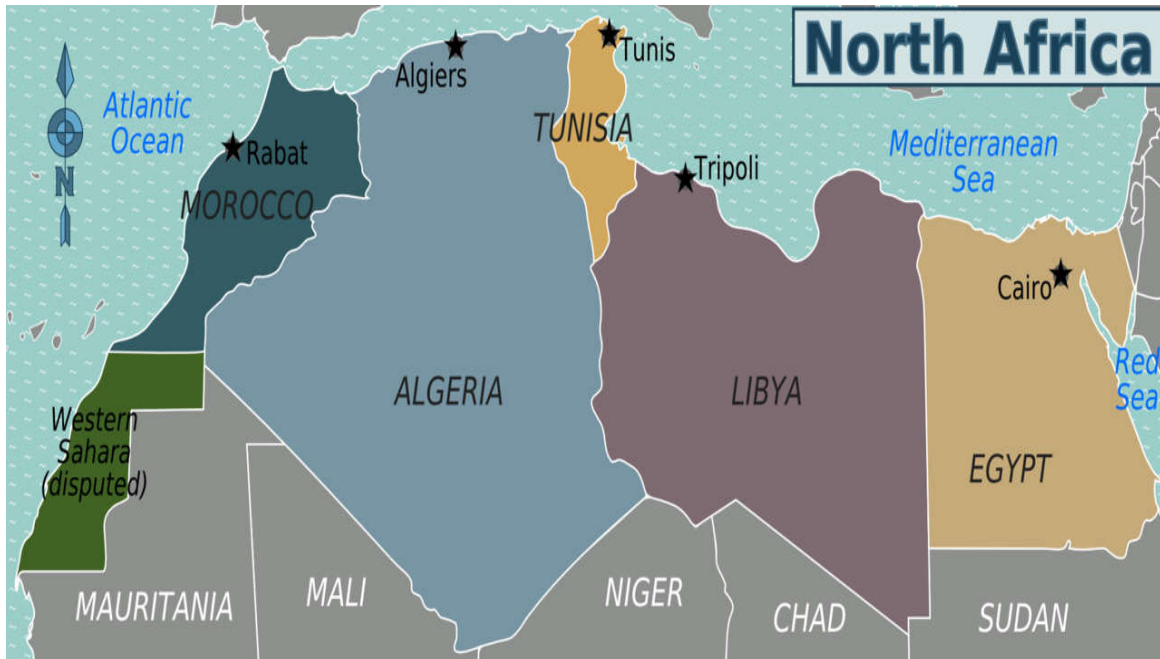 North Africa
Tunis
Algiers
Atlantic
Ocean
TUNISIA
Mediterranean
Sea
Rabat
Tripoli
N
MOROCCO
Cairo
Red
Sea
ALGERIA
LIBYA
Western
Sahara
(disputed)
EGYPT
MAURITANIA
MALI
NIGER
CHAD
SUDAN